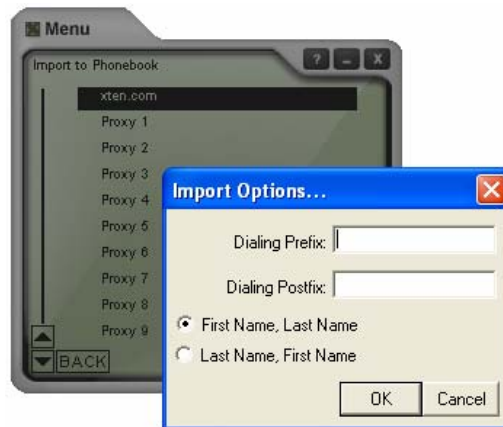 Menu
Import to Phonebook
? - X
xten.com
Proxy 1
Proxy 2
Proxy 3
Proxy 4
Proxy 5
Proxy 6
Proxy 7
Proxy 8
Proxy 9
BACK
Import Options...
Dialing Prefix:
Dialing Postfix:
First Name, Last Name
Last Name, First Name
OK
Cancel